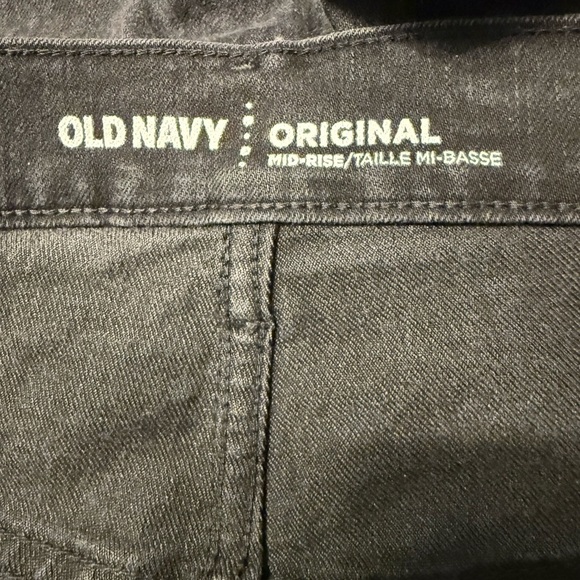 OLD NAVY
ORIGINAL
MID-RISE/TAILLE MI-BASSE